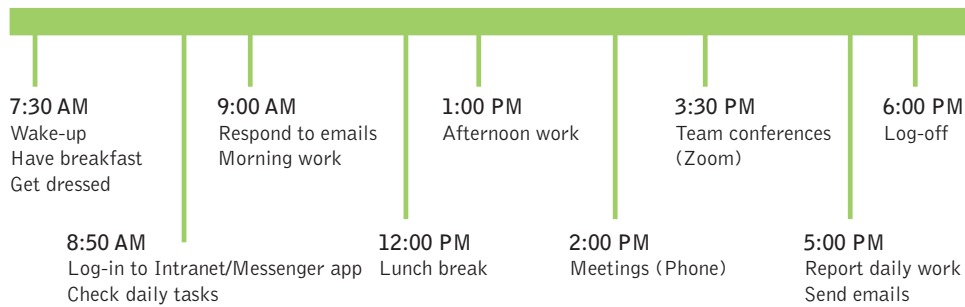 7:30 AM
Wake-up
Have breakfast
Get dressed
8:50 AM
Log-in to Intranet/Messenger app
Check daily tasks
9:00 AM
Respond to emails
Morning work
12:00 PM
Lunch break
1:00 PM
Afternoon work
2:00 PM
Meetings (Phone)
3:30 PM
Team conferences
(Zoom)
5:00 PM
Report daily work
Send emails
6:00 PM
Log-off